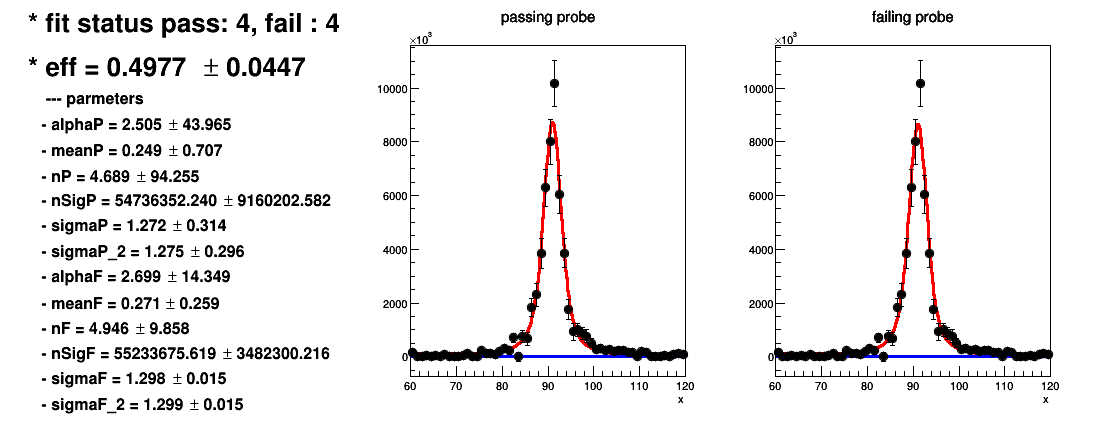 * fit status pass: 4, fail : 4
* eff = 0.4977 ± 0.0447
--- parmeters
- alphaP = 2.505 ± 43.965
- meanP = 0.249 ± 0.707
- nP = 4.689 ± 94.255
- nSigP = 54736352.240 ± 9160202.582
- sigmaP = 1.272 ± 0.314
- sigmaP_2 = 1.275 ± 0.296
- alphaF = 2.699 ± 14.349
- meanF = 0.271 ± 0.259
- nF = 4.946 ± 9.858
- nSigF = 55233675.619 ± 3482300.216
- sigmaF = 1.298 ± 0.015
- sigmaF_2 = 1.299 ± 0.015
passing probe
×10³
10000
8000
6000
4000
2000
0
60 70 80 90 100 110 120
x
failing probe
×10³
10000
8000
6000
4000
2000
0
60 70 80 90 100 110 120
x